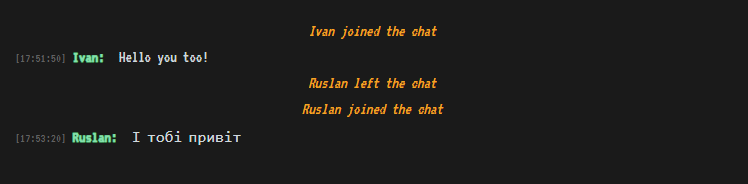 Ivan joined the chat
[17:51:50] Ivan: Hello you too!
Ruslan left the chat
Ruslan joined the chat
[17:53:20] Ruslan: І тобі привіт